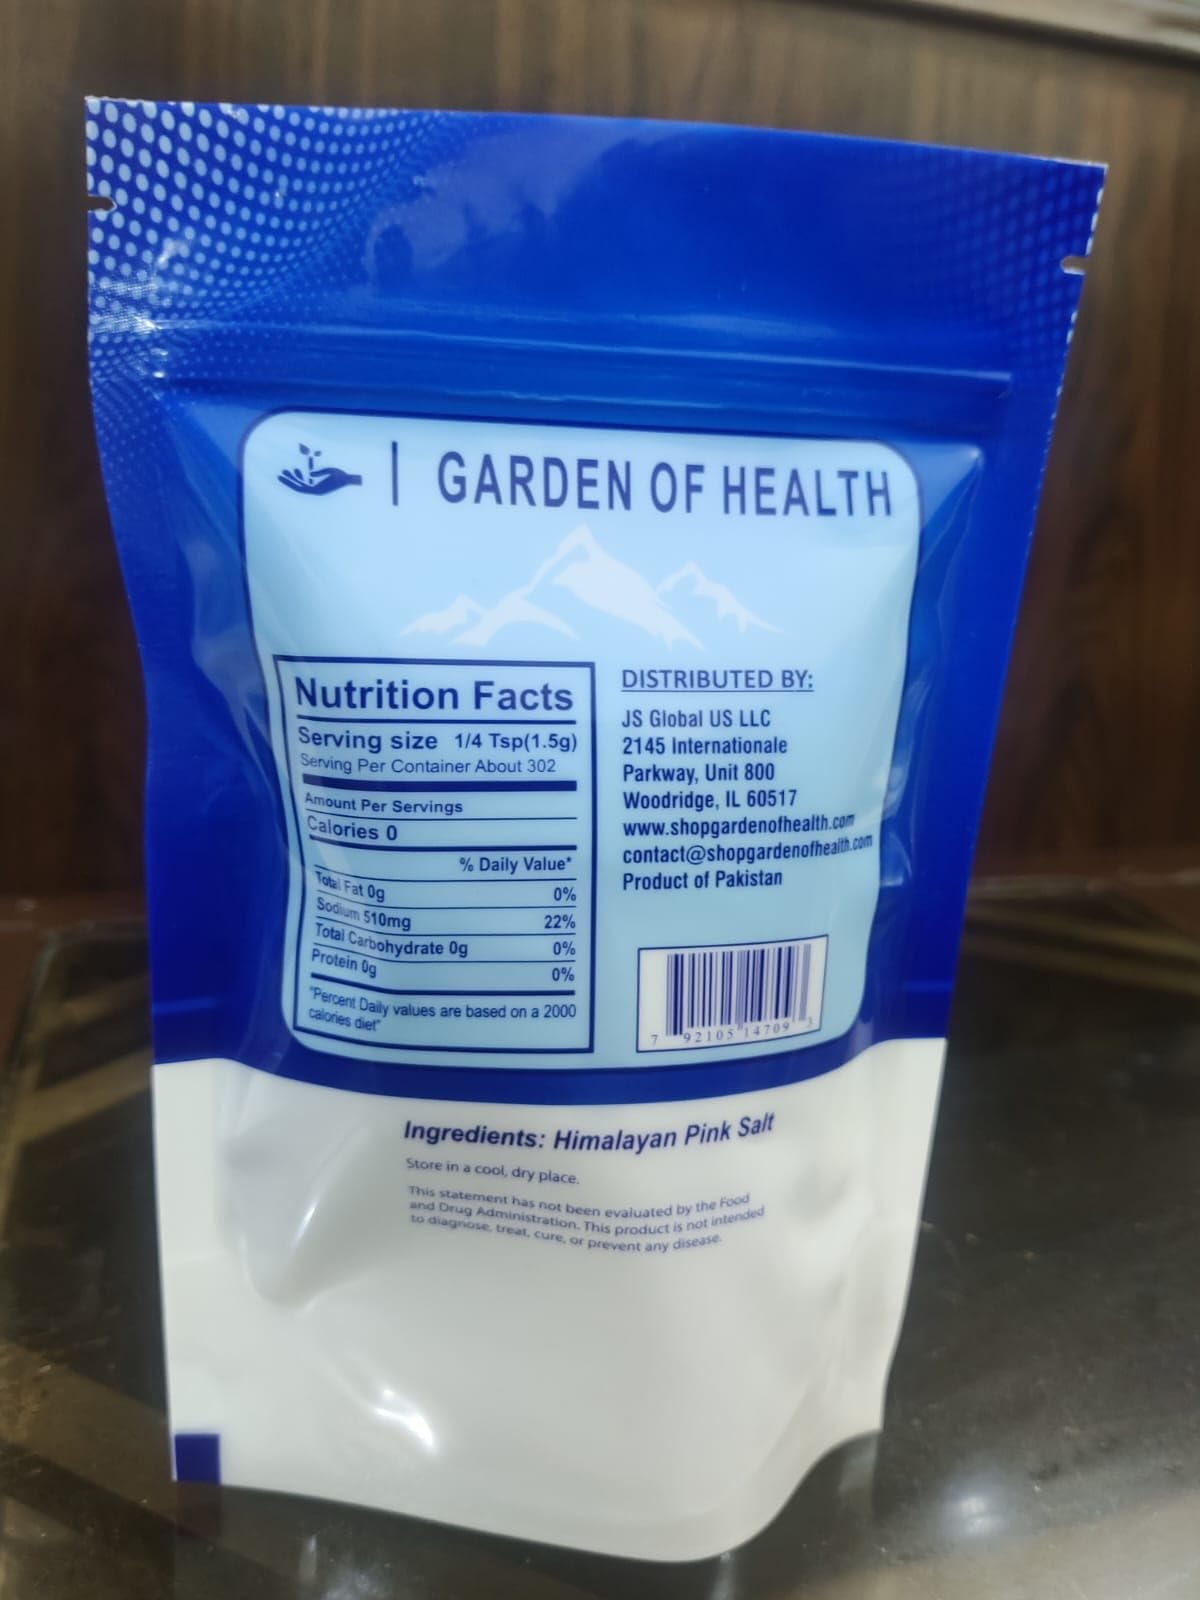 GARDEN OF HEALTH
Nutrition Facts
Serving size 1/4 Tsp(1.5g)
Serving Per Container About 302
Amount Per Servings
Calories 0
% Daily Value*
Total Fat 0g 0%
Sodium 510mg 22%
Total Carbohydrate 0g 0%
Protein 0g 0%
"Percent Daily values are based on a 2000
calories diet"
DISTRIBUTED BY:
JS Global US LLC
2145 Internationale
Parkway, Unit 800
Woodridge, IL 60517
www.shopgardenofhealth.com
contact@shopgardenofhealth.com
Product of Pakistan
7 92105 14709 3
Ingredients: Himalayan Pink Salt
Store in a cool, dry place.
This statement has not been evaluated by the Food
and Drug Administration. This product is not intended
to diagnose, treat, cure, or prevent any disease.